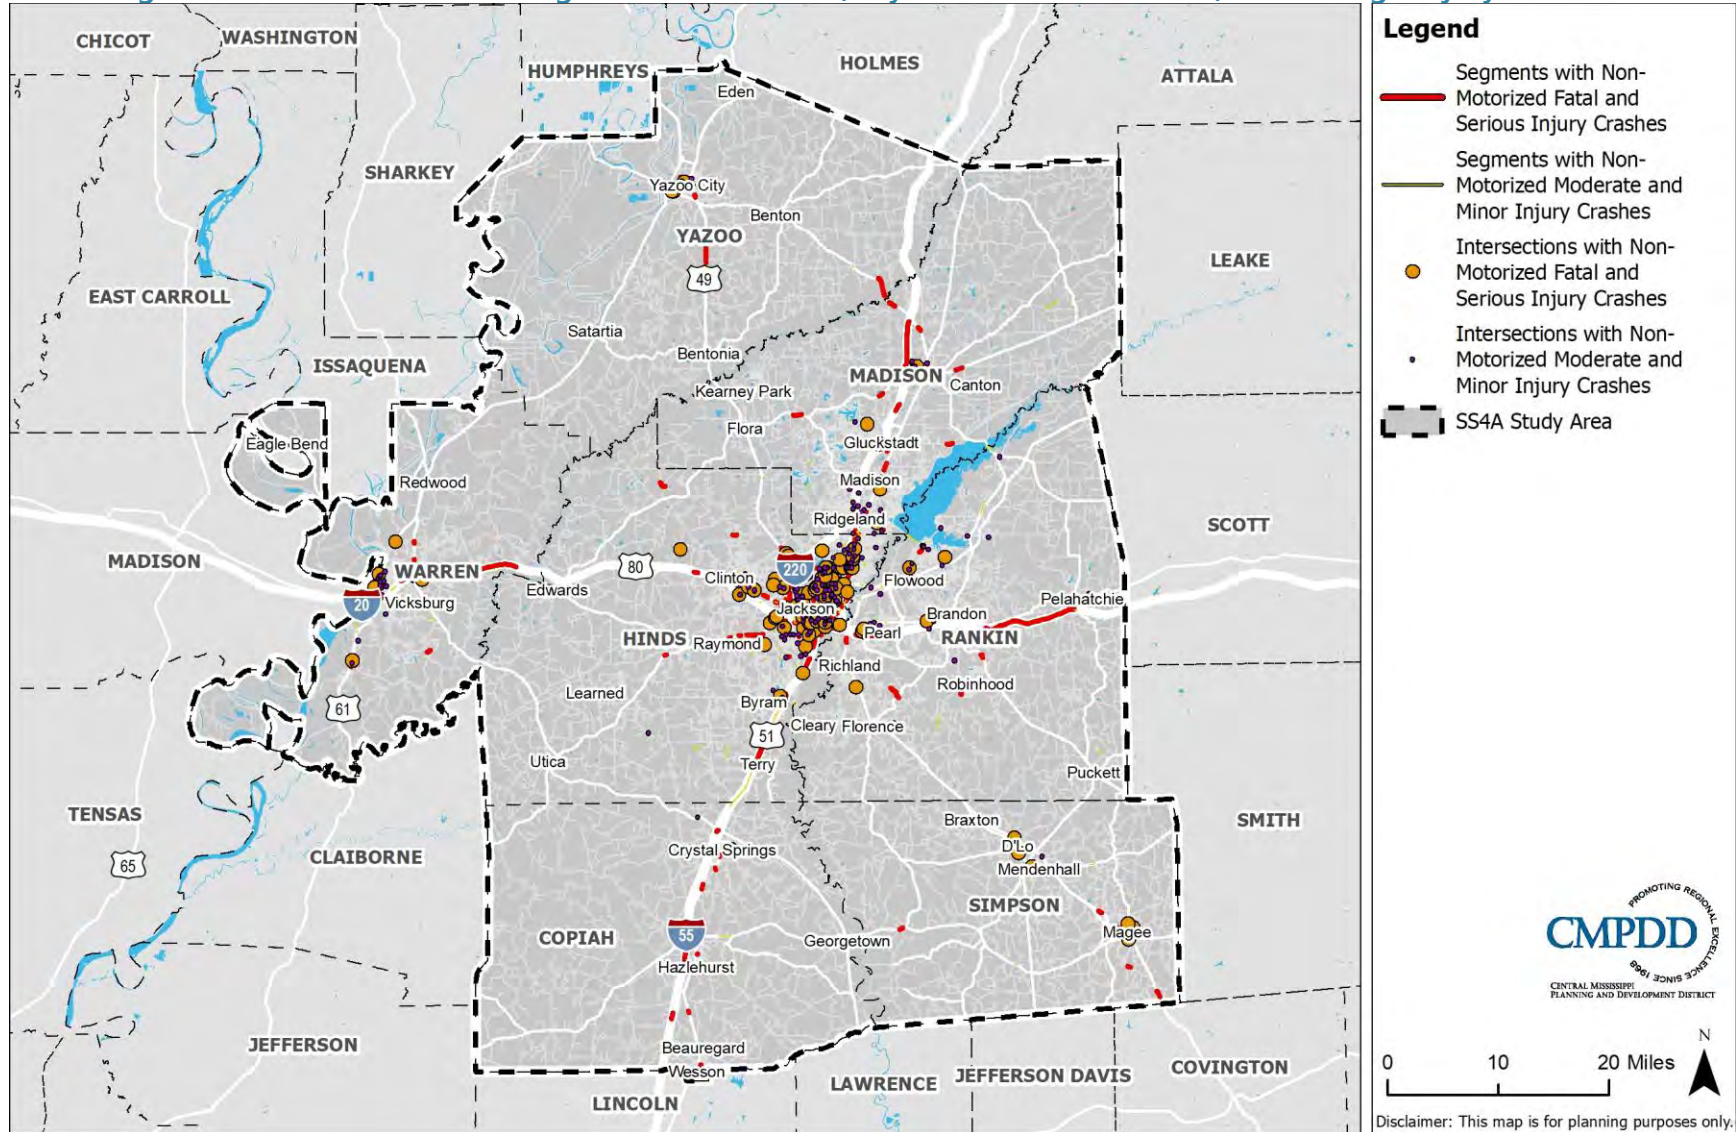 CHICOT
WASHINGTON
HUMPHREYS
HOLMES
ATTALA
Eden
SHARKEY
Yazoo City
Benton
YAZOO
49
LEAKE
EAST CARROLL
Satartia
Bentonia
ISSAQUENA
MADISON
Canton
Kearney Park
Flora
Gluckstadt
Eagle Bend
Redwood
Madison
Ridgeland
SCOTT
MADISON
WARREN
80
220
Clinton
Flowood
Edwards
20
Vicksburg
Jackson
Brandon
Pelahatchie
HINDS
Raymond
Pearl
RANKIN
Richland
Robinhood
Learned
Byram
61
Cleary
Florence
51
Utica
Terry
Puckett
TENSAS
Braxton
SMITH
65
CLAIBORNE
Crystal Springs
D'Lo
Mendenhall
SIMPSON
COPIAH
55
Georgetown
Magee
Hazlehurst
JEFFERSON
Beauregard
Wesson
LAWRENCE
JEFFERSON DAVIS
COVINGTON
LINCOLN
Legend
Segments with Non-
Motorized Fatal and
Serious Injury Crashes
Segments with Non-
Motorized Moderate and
Minor Injury Crashes
Intersections with Non-
Motorized Fatal and
Serious Injury Crashes
Intersections with Non-
Motorized Moderate and
Minor Injury Crashes
SS4A Study Area
PROMOTING REGIONAL EXCELLENCE SINCE 1968
CMPDD
CENTRAL MISSISSIPPI
PLANNING AND DEVELOPMENT DISTRICT
N
0 10 20 Miles
Disclaimer: This map is for planning purposes only.